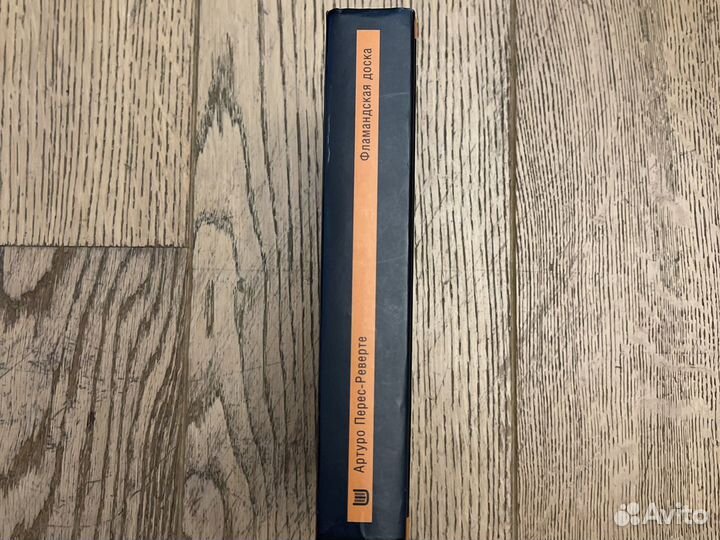 Артуро Перес-Реверте
Фламандская доска
Avito